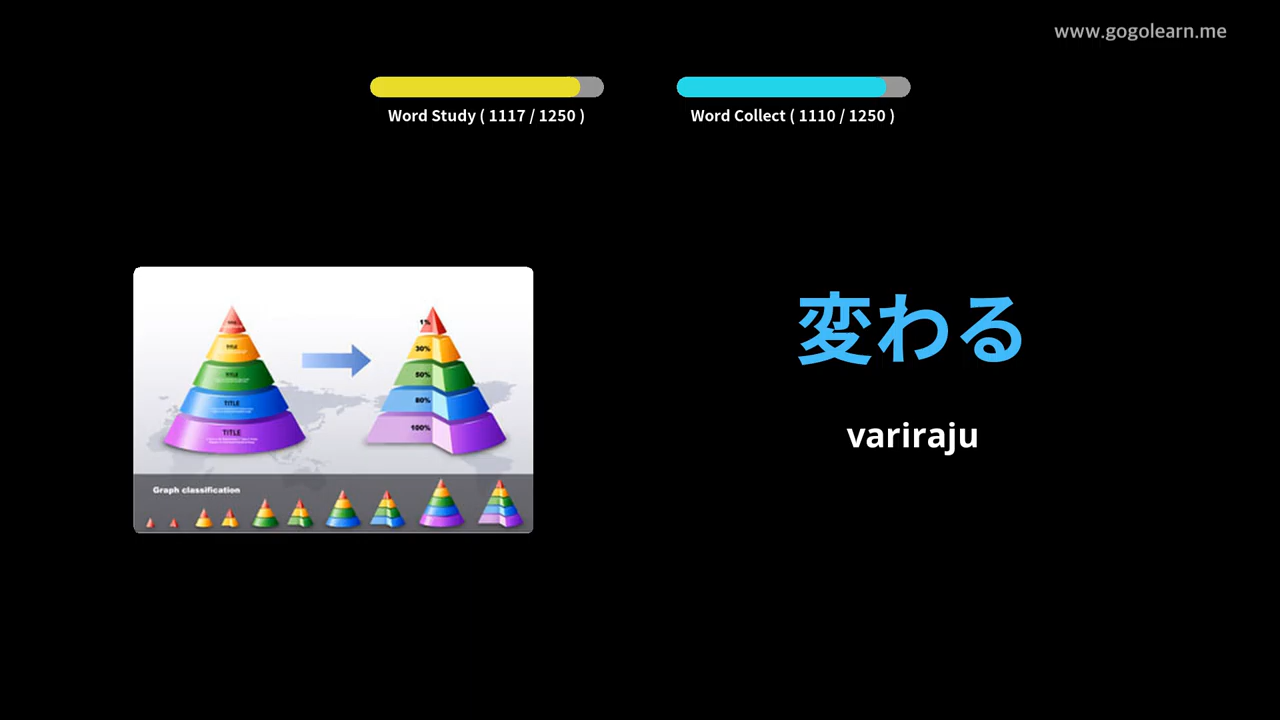 www.gogolearn.me
Word Study ( 1117 / 1250 )
Word Collect ( 1110 / 1250 )
変わる
variraju
TITLE
TITLE
TITLE
TITLE
1%
30%
50%
80%
100%
Graph classification